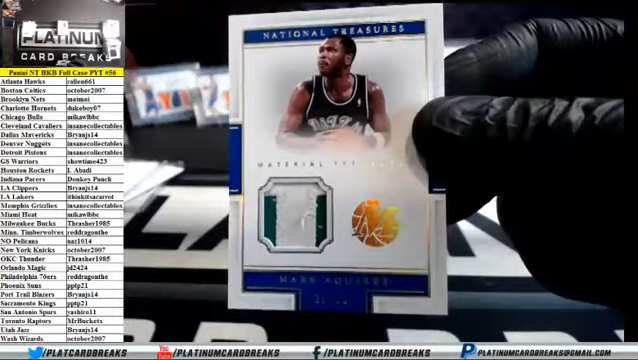 PLATINUM
CARD BREAKS
Panini NT BKB Full Case PYT #56
Atlanta Hawks rallen661
Boston Celtics october2007
Brooklyn Nets meimei
Charlotte Hornets dukeboy07
Chicago Bulls mikawlbbc
Cleveland Cavaliers insanecollectables
Dallas Mavericks Bryanjs14
Denver Nuggets insanecollectables
Detroit Pistons insanecollectables
GS Warriors showtime423
Houston Rockets I. Abadi
Indiana Pacers Donkey Punch
LA Clippers Bryanjs14
LA Lakers ithinkitsacarrot
Memphis Grizzlies insanecollectables
Miami Heat mikawlbbc
Milwaukee Bucks Thrasher1985
Minn. Timberwolves reddragonthe
NO Pelicans naz1014
New York Knicks october2007
OKC Thunder Thrasher1985
Orlando Magic jd2424
Philadelphia 76ers reddragonthe
Phoenix Suns pptp21
Port Trail Blazers Bryanjs14
Sacramento Kings pptp21
San Antonio Spurs yashiro11
Toronto Raptors MrBuckets
Utah Jazz Bryanjs14
Wash Wizards october2007
NATIONAL TREASURES
MATERIAL
MARK AGUIRRE
/PLATCARDBREAKS
You Tube /PLATINUMCARDBREAKS
/PLATINUMCARDBREAKS
PLATINUMCARDBREAKS@GMAIL.COM